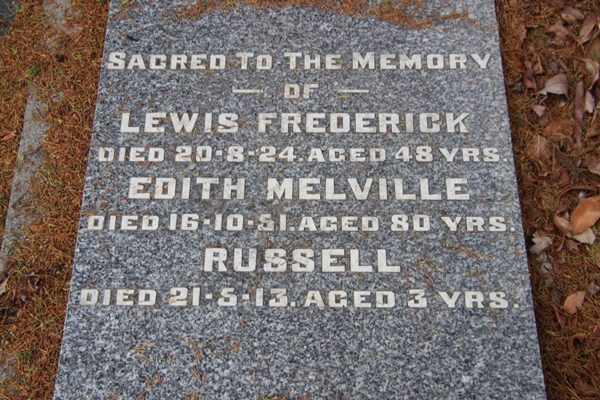 SACRED TO THE MEMORY
— OF —
LEWIS FREDERICK
DIED 20-8-24. AGED 48 YRS.
EDITH MELVILLE
DIED 16-10-51. AGED 80 YRS.
RUSSELL
DIED 21-5-13. AGED 3 YRS.